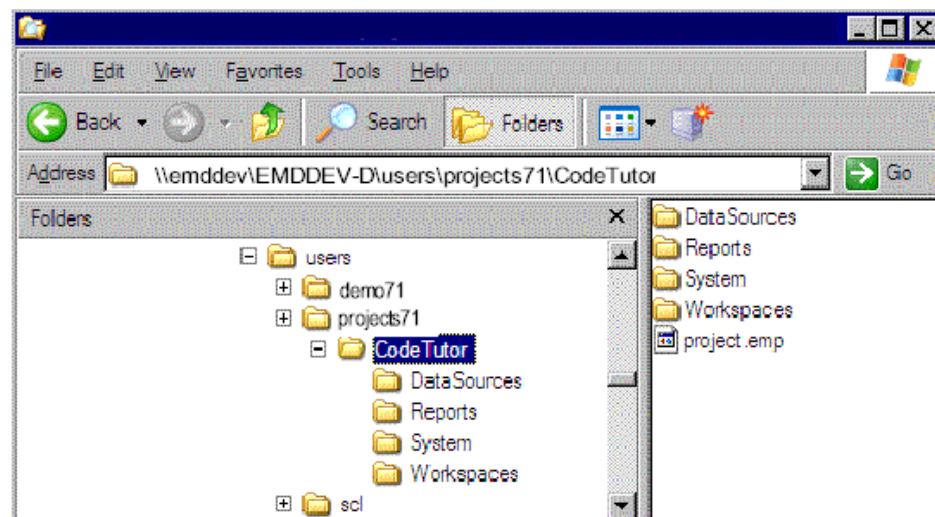 File Edit View Favorites Tools Help
Back Search Folders
Address \\emddev\EMDDEV-D\users\projects71\CodeTutor Go
Folders
users
demo71
projects71
CodeTutor
DataSources
Reports
System
Workspaces
scl
DataSources
Reports
System
Workspaces
project.emp